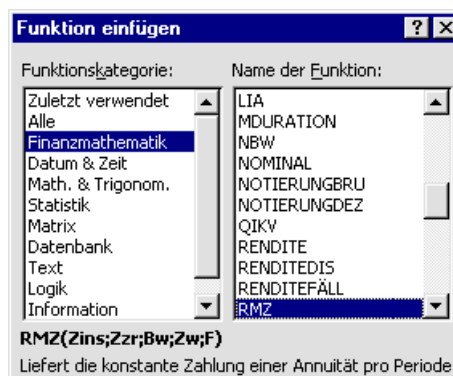 Funktion einfügen
Funktionskategorie:
Zuletzt verwendet
Alle
Finanzmathematik
Datum & Zeit
Math. & Trigonom.
Statistik
Matrix
Datenbank
Text
Logik
Information
Name der Funktion:
LIA
MDURATION
NBW
NOMINAL
NOTIERUNGBRU
NOTIERUNGDEZ
QIKV
RENDITE
RENDITEDIS
RENDITEFÄLL
RMZ
RMZ(Zins;Zzr;Bw;Zw;F)
Liefert die konstante Zahlung einer Annuität pro Periode